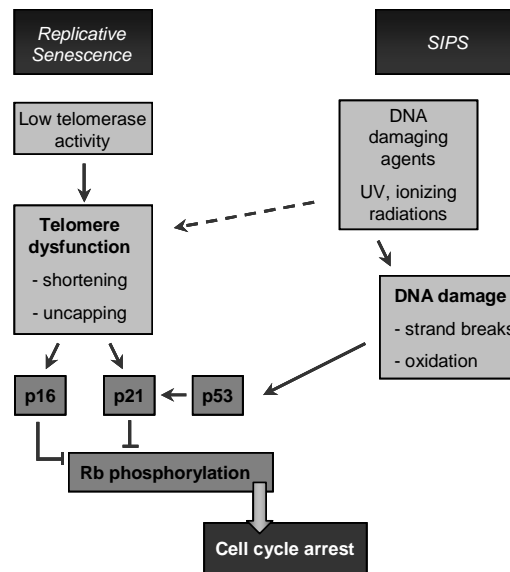 Replicative
Senescence
SIPS
Low telomerase
activity
DNA
damaging
agents
UV, ionizing
radiations
Telomere
dysfunction
- shortening
- uncapping
DNA damage
- strand breaks
- oxidation
p16
p21
p53
Rb phosphorylation
Cell cycle arrest